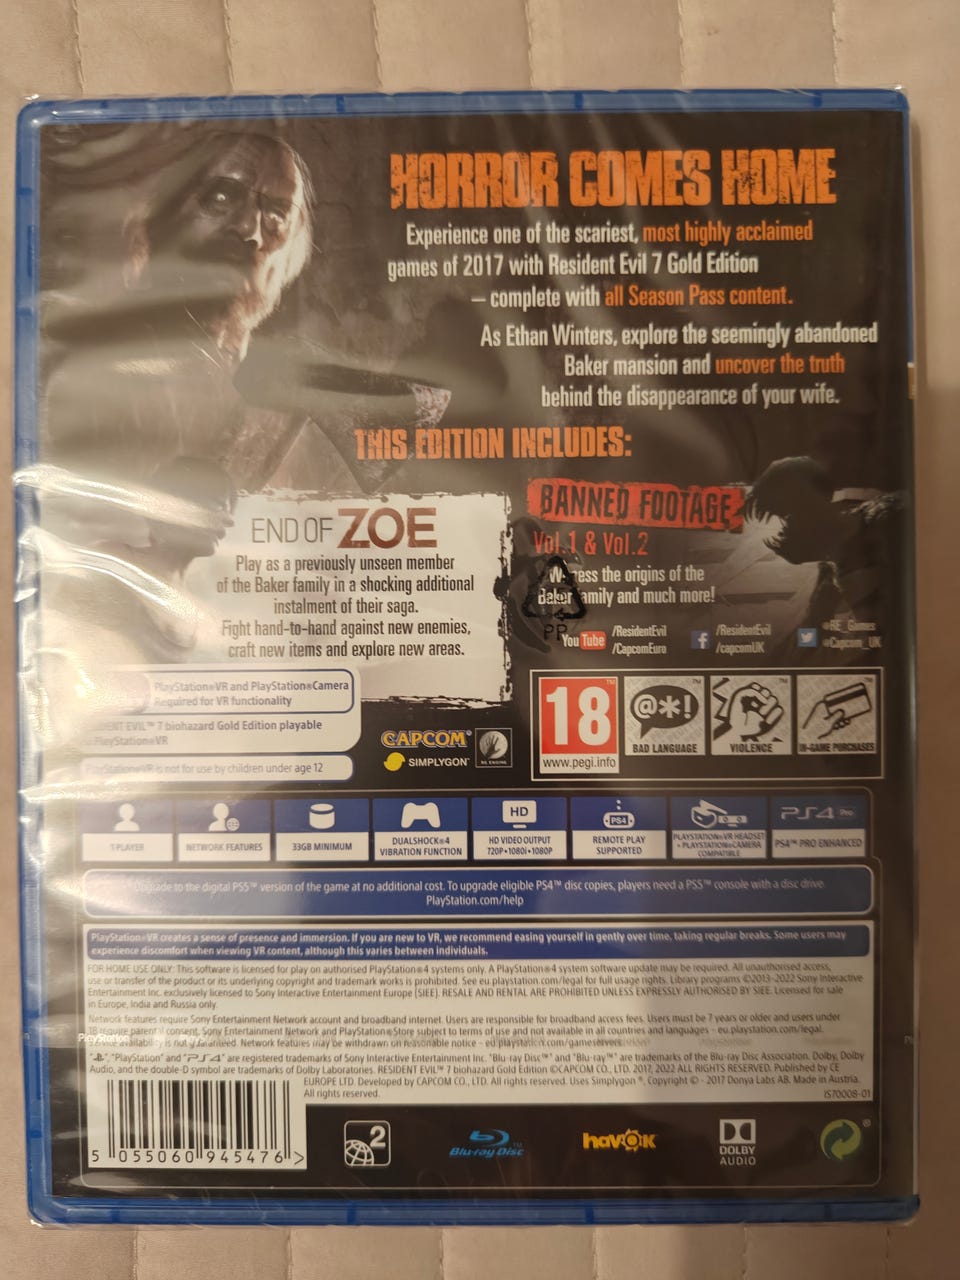 HORROR COMES HOME
Experience one of the scariest, most highly acclaimed
games of 2017 with Resident Evil 7 Gold Edition
– complete with all Season Pass content.
As Ethan Winters, explore the seemingly abandoned
Baker mansion and uncover the truth
behind the disappearance of your wife.
THIS EDITION INCLUDES:
END OF ZOE
Play as a previously unseen member
of the Baker family in a shocking additional
instalment of their saga.
Fight hand-to-hand against new enemies,
craft new items and explore new areas.
BANNED FOOTAGE
Vol.1 & Vol.2
the origins of the
Baker family and much more!
PP
YouTube /ResidentEvil
/CapcomEuro
/ResidentEvil
/capcomUK
@RE_Games
@Capcom_UK
PlayStation®VR and PlayStation®Camera
Required for VR functionality
EVIL™ 7 biohazard Gold Edition playable
PlayStation®VR
PlayStation®VR is not for use by children under age 12
CAPCOM®
SIMPLYGON™
RE ENGINE
18™
www.pegi.info
@*!
BAD LANGUAGE
VIOLENCE
IN-GAME PURCHASES
1 PLAYER
NETWORK FEATURES
33GB MINIMUM
DUALSHOCK®4
VIBRATION FUNCTION
HD
HD VIDEO OUTPUT
720P•1080i•1080P
PS4
REMOTE PLAY
SUPPORTED
PLAYSTATION®VR HEADSET
+ PLAYSTATION®CAMERA
COMPATIBLE
PS4 Pro
PS4™ PRO ENHANCED
Upgrade to the digital PS5™ version of the game at no additional cost. To upgrade eligible PS4™ disc copies, players need a PS5™ console with a disc drive.
PlayStation.com/help
PlayStation®VR creates a sense of presence and immersion. If you are new to VR, we recommend easing yourself in gently over time, taking regular breaks. Some users may
experience discomfort when viewing VR content, although this varies between individuals.
FOR HOME USE ONLY: This software is licensed for play on authorised PlayStation®4 systems only. A PlayStation®4 system software update may be required. All unauthorised access,
use or transfer of the product or its underlying copyright and trademark works is prohibited. See eu.playstation.com/legal for full usage rights. Library programs ©2013-2022 Sony Interactive
Entertainment Inc. exclusively licensed to Sony Interactive Entertainment Europe (SIEE). RESALE AND RENTAL ARE PROHIBITED UNLESS EXPRESSLY AUTHORISED BY SIEE. Licensed for sale
in Europe, India and Russia only.
Network features require Sony Entertainment Network account and broadband internet. Users are responsible for broadband access fees. Users must be 7 years or older and users under
18 require parental consent. Sony Entertainment Network and PlayStation®Store subject to terms of use and not available in all countries and languages – eu.playstation.com/legal.
availability is not guaranteed. Network features may be withdrawn on reasonable notice – eu.playstation.com/gameservers.
"PlayStation" and "PS4" are registered trademarks of Sony Interactive Entertainment Inc. "Blu-ray Disc™" and "Blu-ray™" are trademarks of the Blu-ray Disc Association. Dolby, Dolby
Audio, and the double-D symbol are trademarks of Dolby Laboratories. RESIDENT EVIL™ 7 biohazard Gold Edition ©CAPCOM CO., LTD. 2017, 2022 ALL RIGHTS RESERVED. Published by CE
EUROPE LTD. Developed by CAPCOM CO., LTD. All rights reserved. Uses Simplygon ®, Copyright © - 2017 Donya Labs AB. Made in Austria.
All rights reserved.
IS70008-01
5 055060 945476 >
2
Blu-ray Disc™
havok
DOLBY
AUDIO